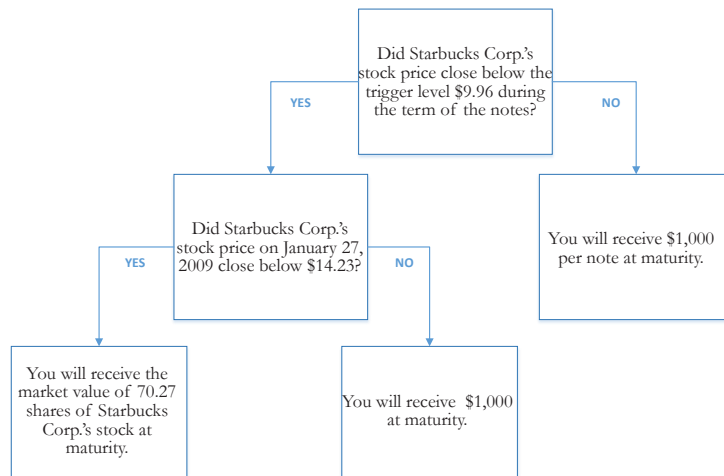 Did Starbucks Corp.'s
stock price close below the
trigger level $9.96 during
the term of the notes?
YES
NO
Did Starbucks Corp.'s
stock price on January 27,
2009 close below $14.23?
You will receive $1,000
per note at maturity.
YES
NO
You will receive the
market value of 70.27
shares of Starbucks
Corp.'s stock at
maturity.
You will receive $1,000
at maturity.